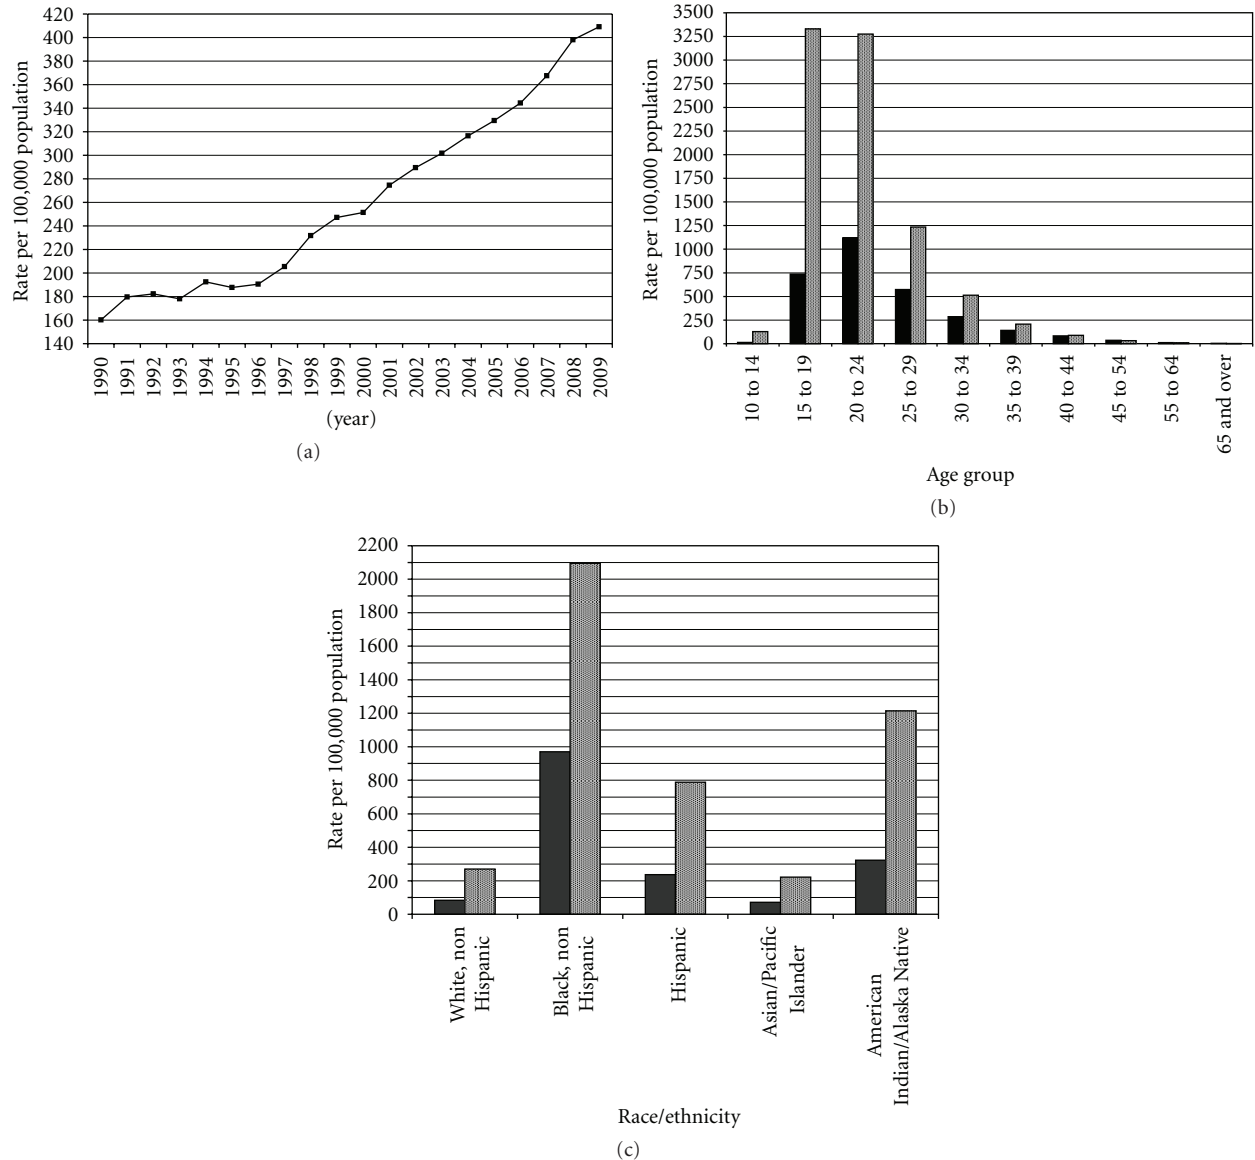 420
400
380
360
340
320
300
280
260
240
220
200
180
160
140
Rate per 100,000 population
1990
1991
1992
1993
1994
1995
1996
1997
1998
1999
2000
2001
2002
2003
2004
2005
2006
2007
2008
2009
(year)
(a)
3500
3250
3000
2750
2500
2250
2000
1750
1500
1250
1000
750
500
250
0
Rate per 100,000 population
10 to 14
15 to 19
20 to 24
25 to 29
30 to 34
35 to 39
40 to 44
45 to 54
55 to 64
65 and over
Age group
(b)
2200
2000
1800
1600
1400
1200
1000
800
600
400
200
0
Rate per 100,000 population
White, non
Hispanic
Black, non
Hispanic
Hispanic
Asian/Pacific
Islander
American
Indian/Alaska Native
Race/ethnicity
(c)